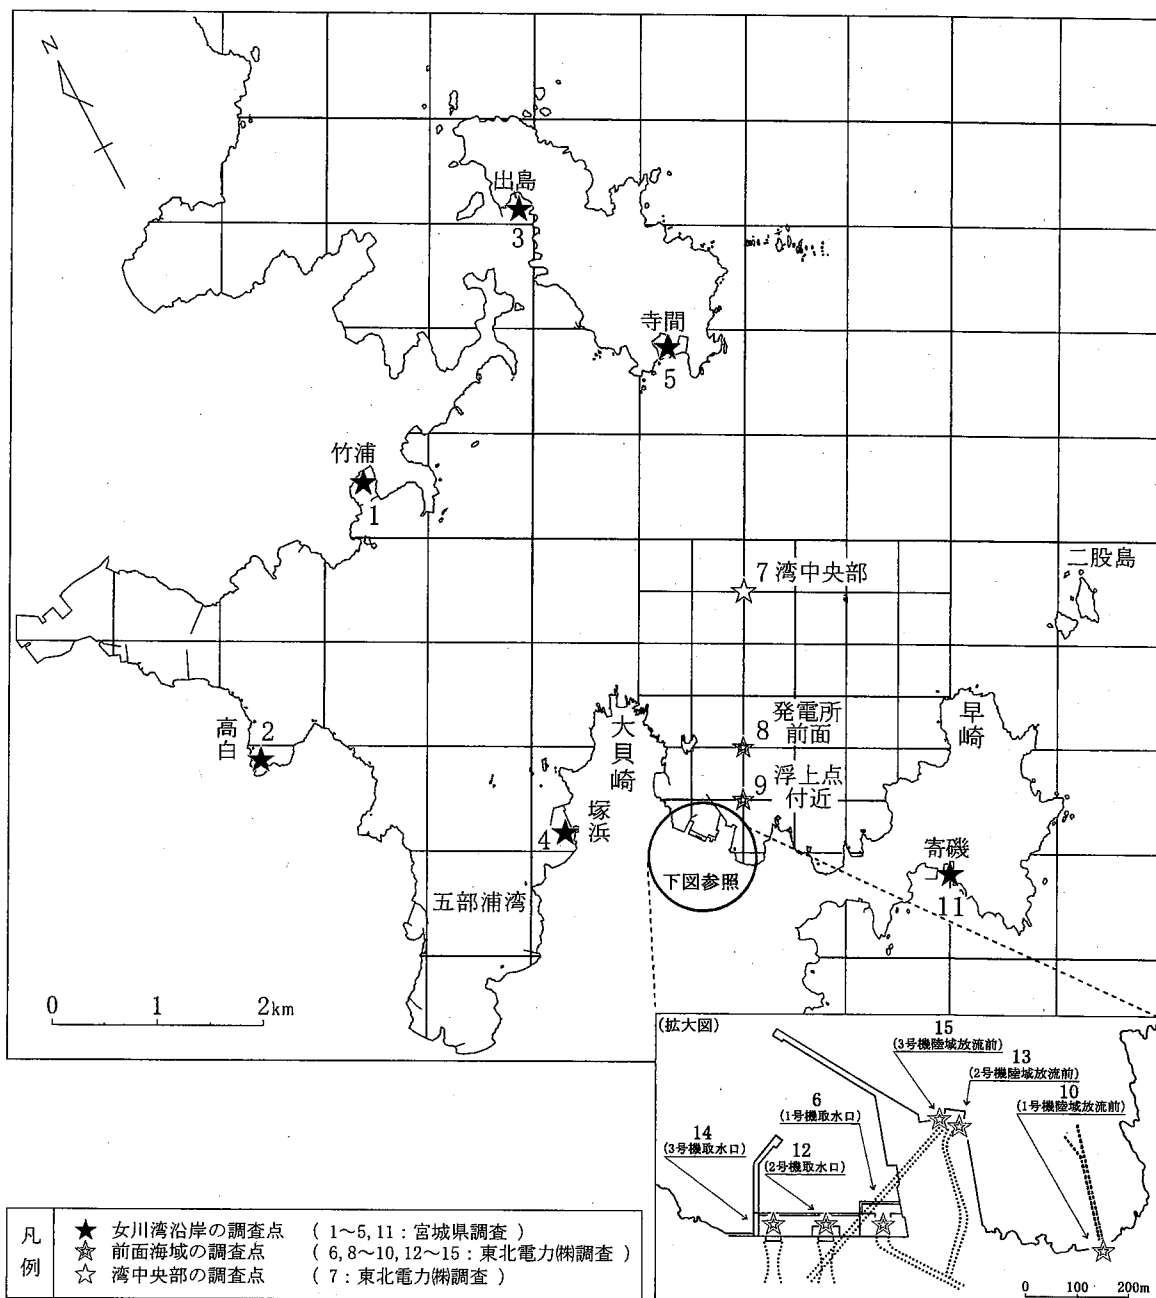 N
出島
3
寺間
5
竹浦
1
7 湾中央部
二股島
高白
2
大貝崎
8
発電所
前面
早崎
9
浮上点
付近
塚浜
4
寄磯
11
下図参照
五部浦湾
0 1 2km
(拡大図)
15
(3号機陸域放流前)
13
(2号機陸域放流前)
10
(1号機陸域放流前)
6
(1号機取水口)
14
(3号機取水口)
12
(2号機取水口)
0 100 200m
凡例
★ 女川湾沿岸の調査点 ( 1~5, 11 : 宮城県調査 )
前面海域の調査点 ( 6, 8~10, 12~15 : 東北電力㈱調査 )
☆ 湾中央部の調査点 ( 7 : 東北電力㈱調査 )